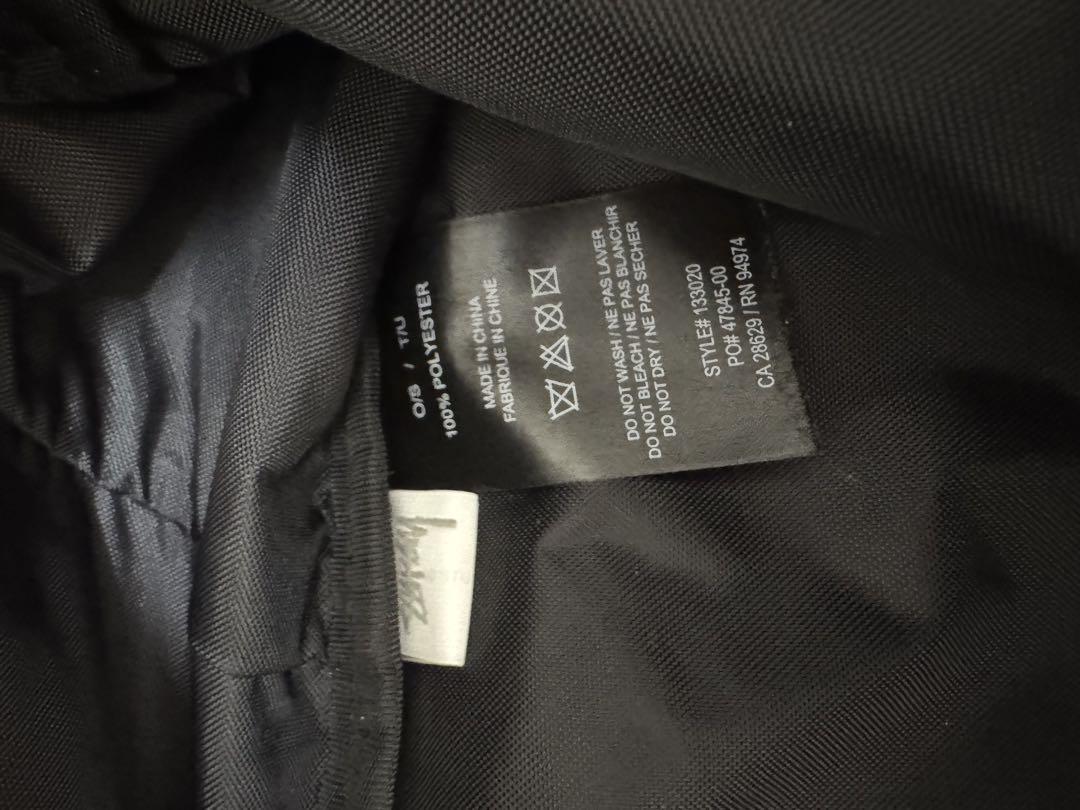 O/S / T/U
100% POLYESTER
MADE IN CHINA
FABRIQUE IN CHINE
DO NOT WASH / NE PAS LAVER
DO NOT BLEACH / NE PAS BLANCHIR
DO NOT DRY / NE PAS SECHER
STYLE# 133020
PO# 47845-00
CA 28629 / RN 94974